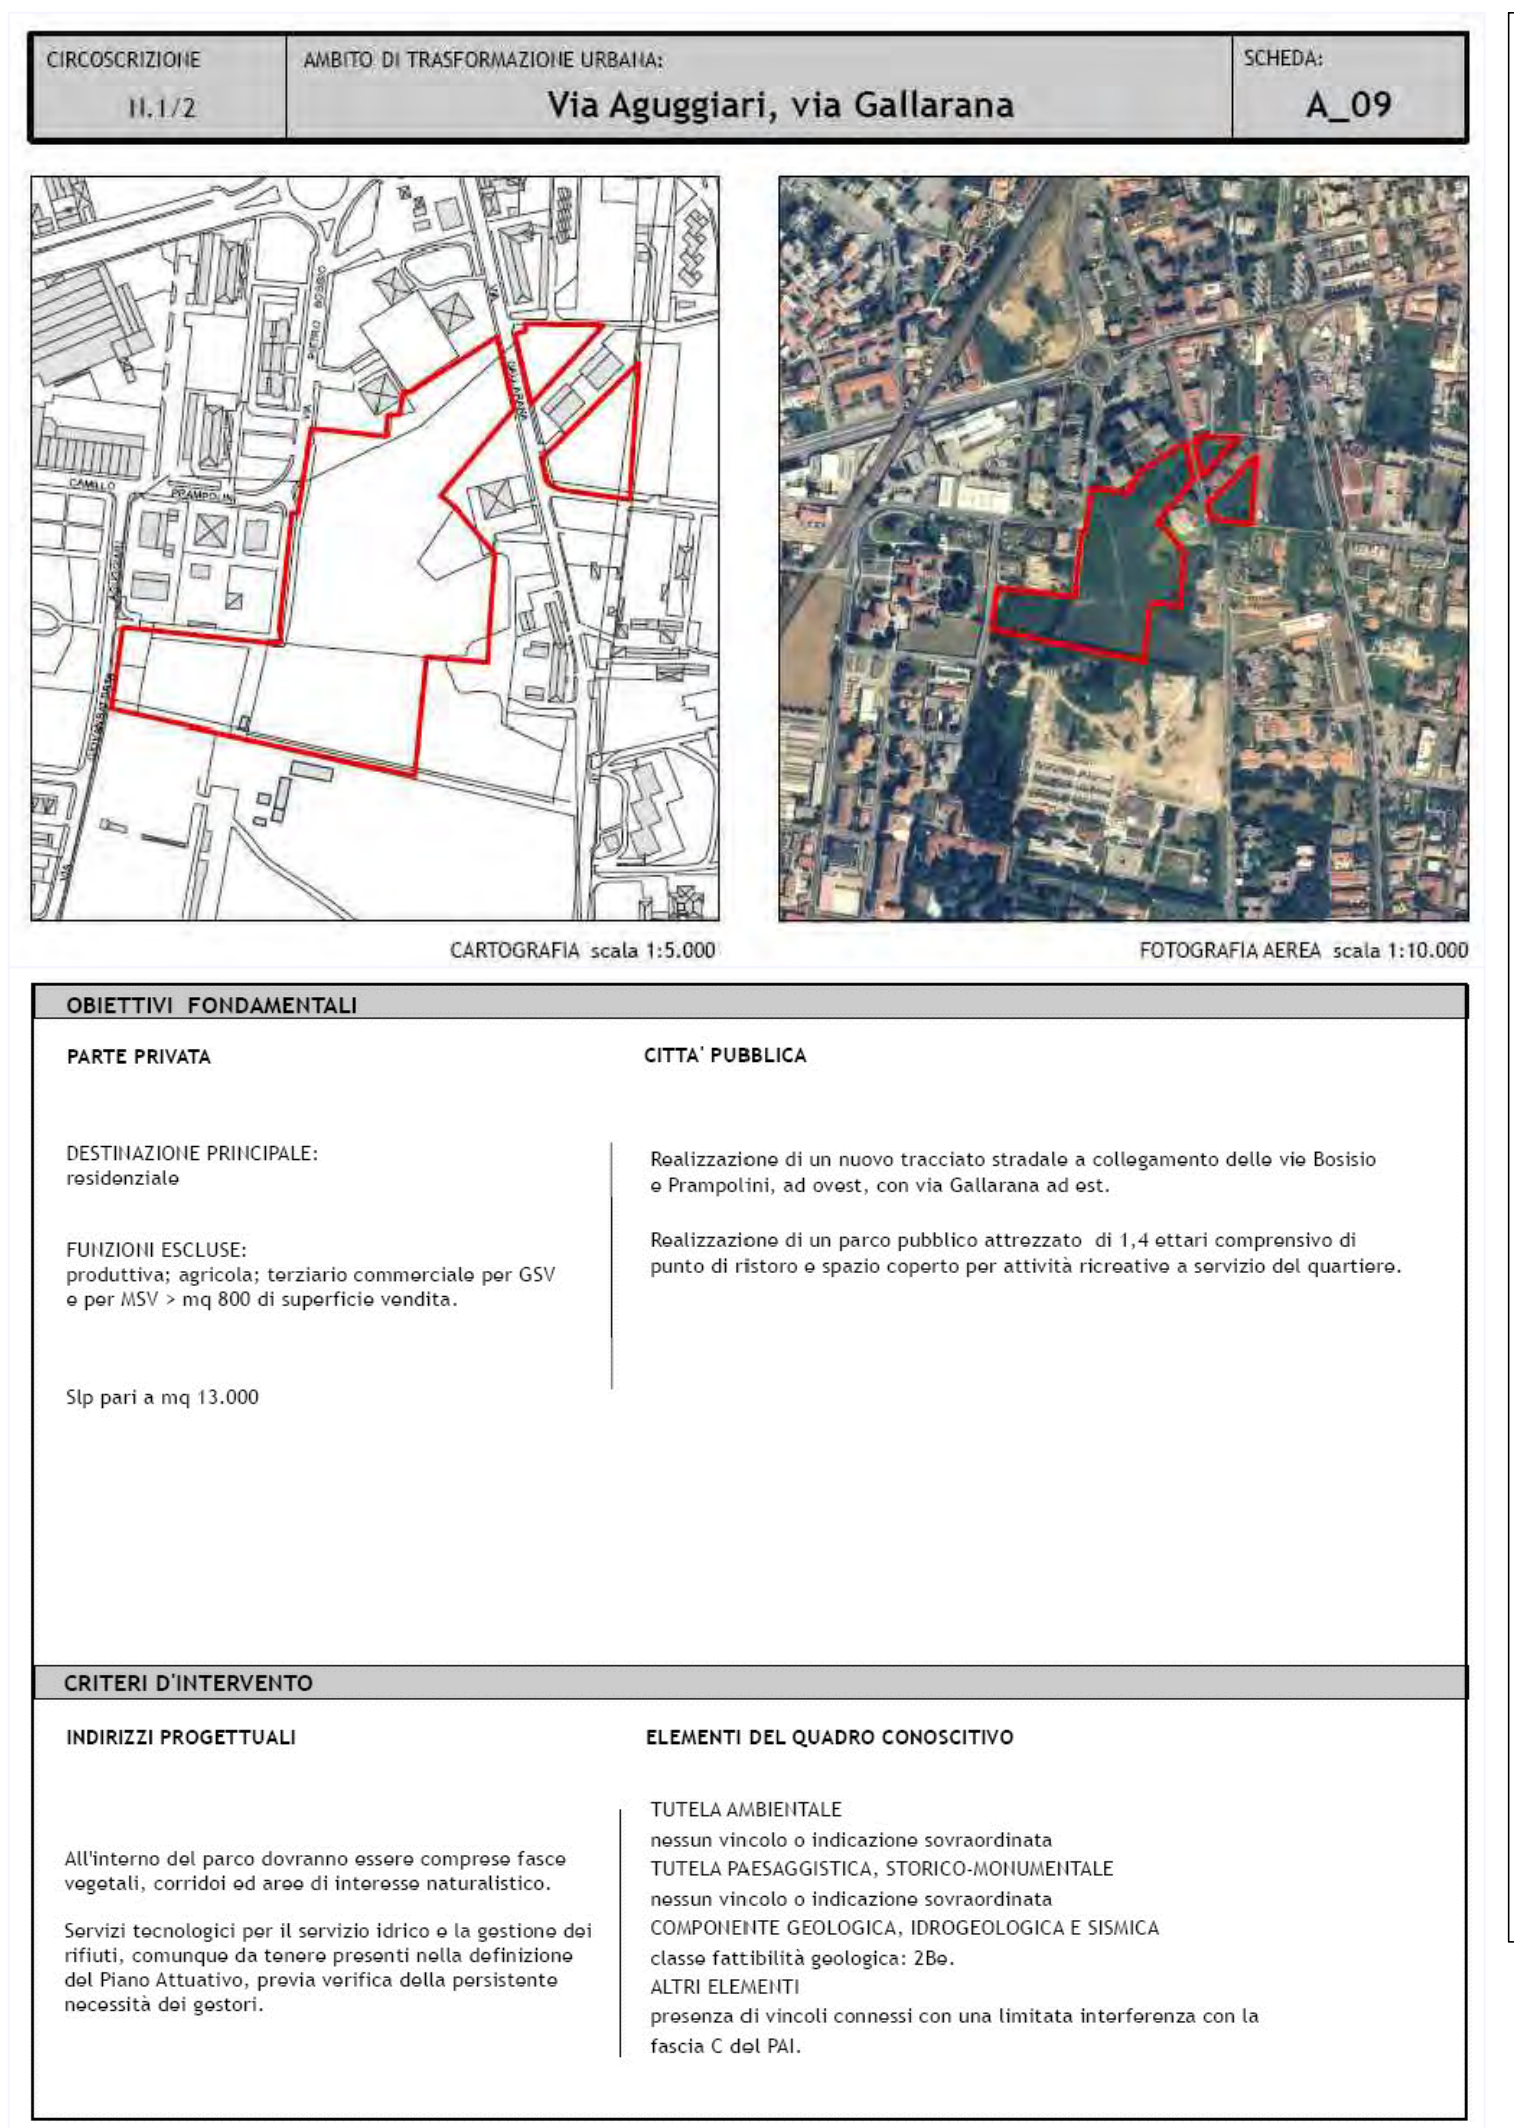 CIRCOSCRIZIONE
N.1/2
AMBITO DI TRASFORMAZIONE URBANA:
Via Aguggiari, via Gallarana
SCHEDA:
A_09
PIETRO BOSISIO
VIA
VIA
GALLARANA
CAMILLO
PRAMPOLINI
AGUGGIARI
VIA
CARTOGRAFIA scala 1:5.000
FOTOGRAFIA AEREA scala 1:10.000
OBIETTIVI FONDAMENTALI
PARTE PRIVATA
DESTINAZIONE PRINCIPALE:
residenziale
FUNZIONI ESCLUSE:
produttiva; agricola; terziario commerciale per GSV
e per MSV > mq 800 di superficie vendita.
Slp pari a mq 13.000
CITTA' PUBBLICA
Realizzazione di un nuovo tracciato stradale a collegamento delle vie Bosisio
e Prampolini, ad ovest, con via Gallarana ad est.
Realizzazione di un parco pubblico attrezzato di 1,4 ettari comprensivo di
punto di ristoro e spazio coperto per attività ricreative a servizio del quartiere.
CRITERI D'INTERVENTO
INDIRIZZI PROGETTUALI
All'interno del parco dovranno essere comprese fasce
vegetali, corridoi ed aree di interesse naturalistico.
Servizi tecnologici per il servizio idrico e la gestione dei
rifiuti, comunque da tenere presenti nella definizione
del Piano Attuativo, previa verifica della persistente
necessità dei gestori.
ELEMENTI DEL QUADRO CONOSCITIVO
TUTELA AMBIENTALE
nessun vincolo o indicazione sovraordinata
TUTELA PAESAGGISTICA, STORICO-MONUMENTALE
nessun vincolo o indicazione sovraordinata
COMPONENTE GEOLOGICA, IDROGEOLOGICA E SISMICA
classe fattibilità geologica: 2Be.
ALTRI ELEMENTI
presenza di vincoli connessi con una limitata interferenza con la
fascia C del PAI.